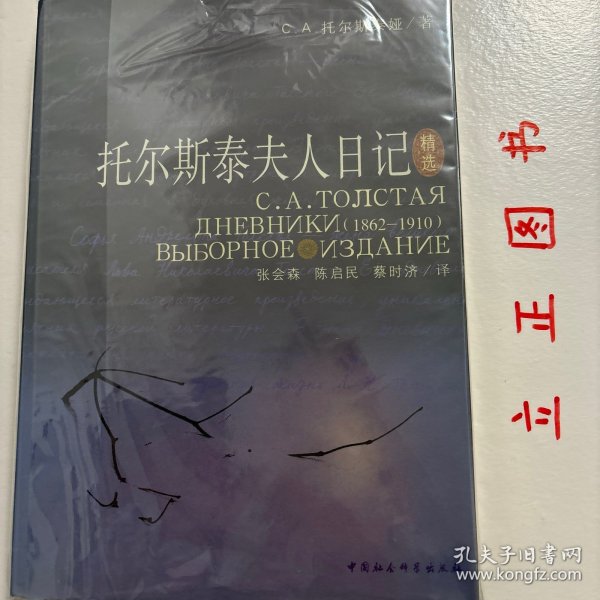 C.A.托尔斯泰娅/著
托尔斯泰夫人日记
精选
С.А.ТОЛСТАЯ
ДНЕВНИКИ(1862—1910)
ВЫБОРНОЕ ИЗДАНИЕ
张会森 陈启民 蔡时济/译
中国社会科学出版社
立正图书
孔夫子旧书网
www.kongfz.com